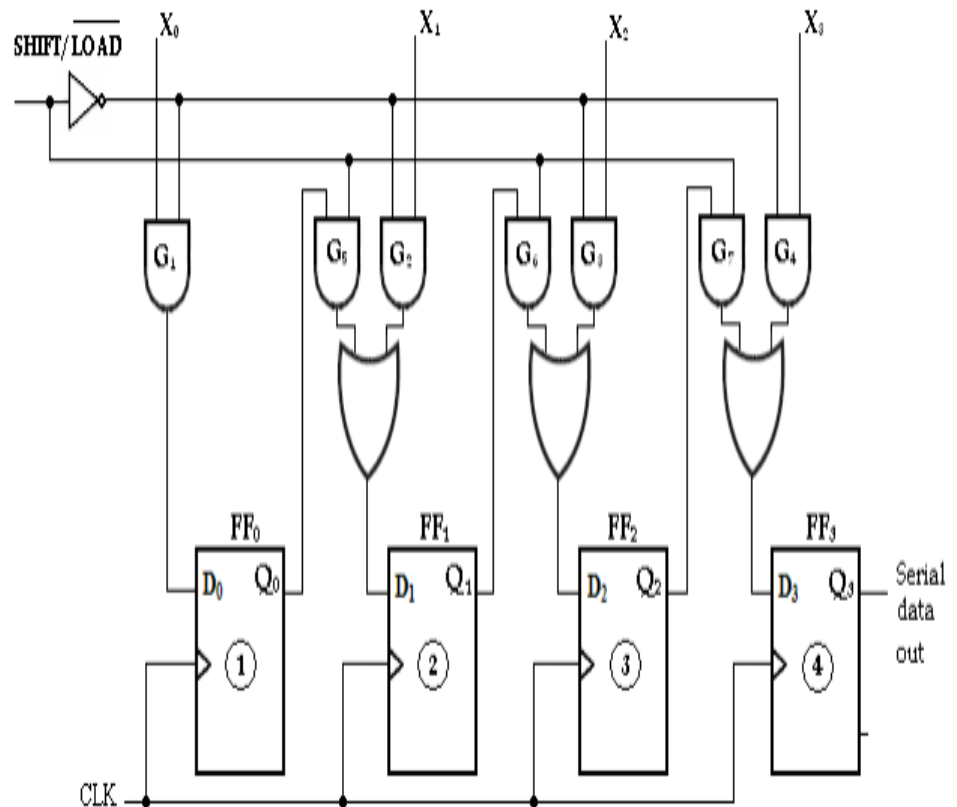 SHIFT/LOAD
X₀
X₁
X₂
X₃
G₁
G₅
G₂
G₆
G₃
G₇
G₄
FF₀
FF₁
FF₂
FF₃
D₀
Q₀
D₁
Q₁
D₂
Q₂
D₃
Q₃
Serial
data
out
1
2
3
4
CLK